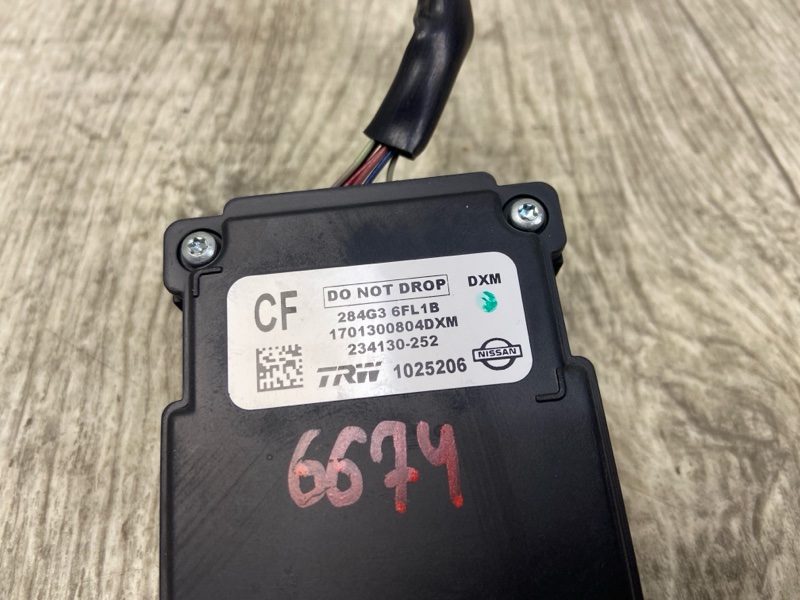 DO NOT DROP DXM
CF
284G3 6FL1B
1701300804DXM
234130-252
NISSAN
TRW 1025206
6674